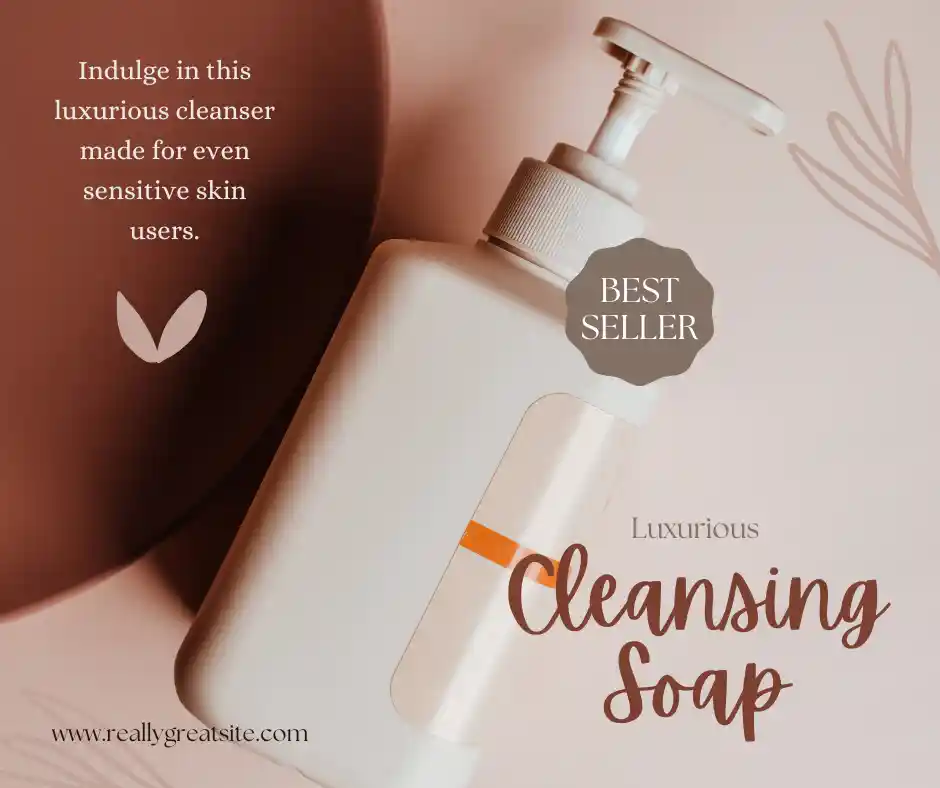 Indulge in this
luxurious cleanser
made for even
sensitive skin
users.
BEST
SELLER
Luxurious
Cleansing
Soap
www.reallygreatsite.com